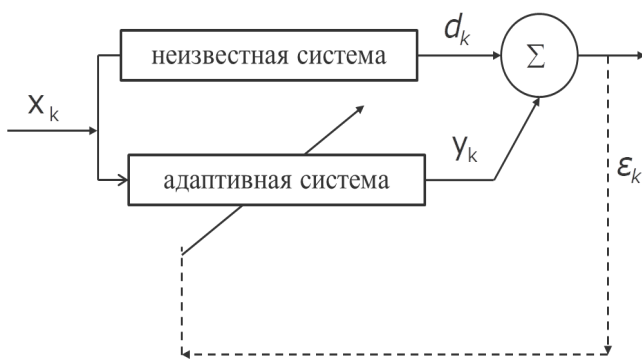 d_k
неизвестная система
Σ
x_k
y_k
ε_k
адаптивная система